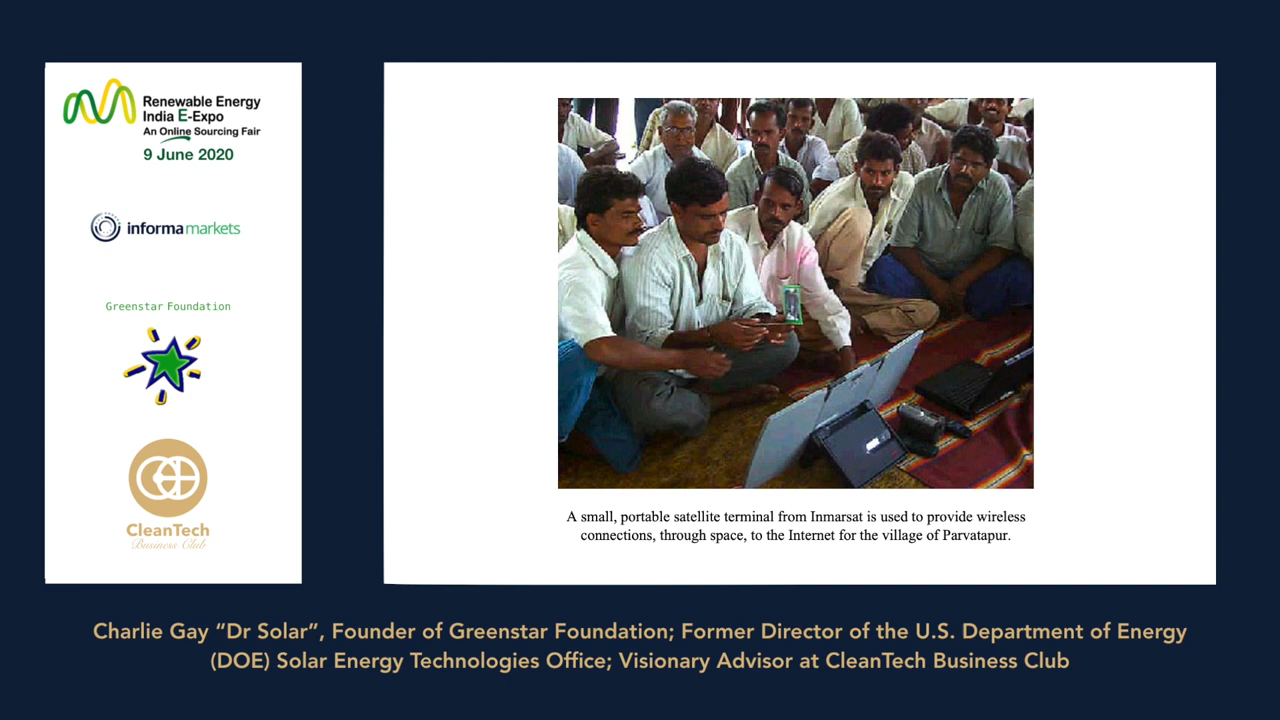 Renewable Energy
India E-Expo
An Online Sourcing Fair
9 June 2020
informa markets
Greenstar Foundation
CleanTech
Business Club
A small, portable satellite terminal from Inmarsat is used to provide wireless
connections, through space, to the Internet for the village of Parvatapur.
Charlie Gay “Dr Solar”, Founder of Greenstar Foundation; Former Director of the U.S. Department of Energy
(DOE) Solar Energy Technologies Office; Visionary Advisor at CleanTech Business Club